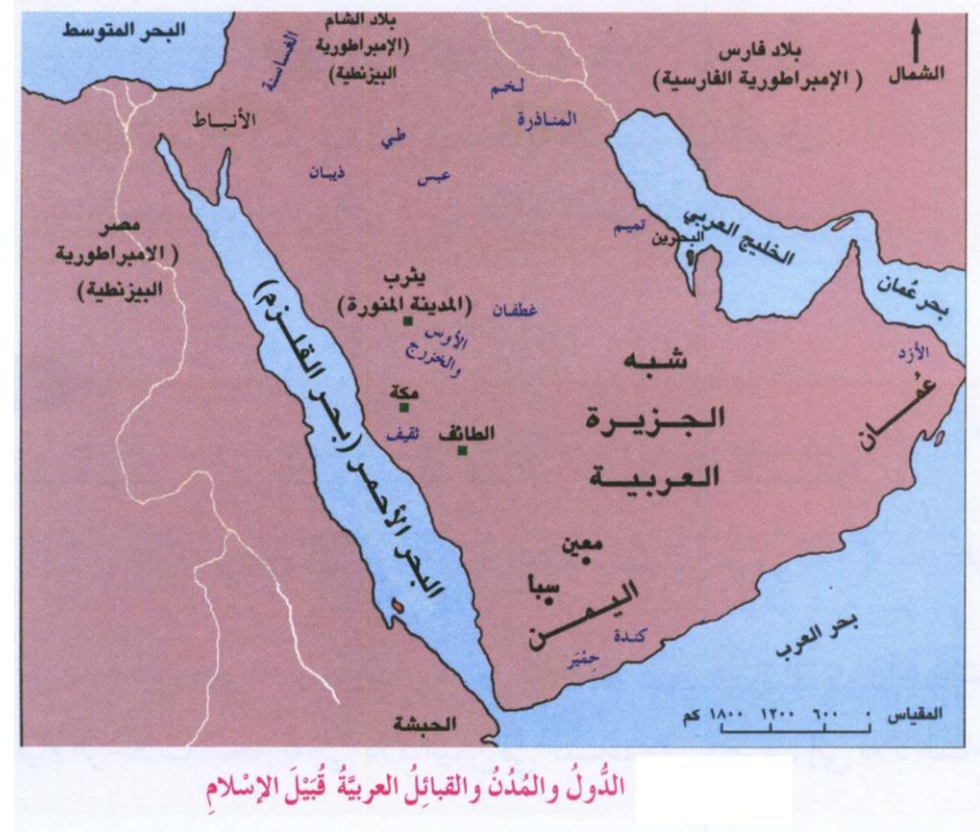 البحر المتوسط
بلاد الشام
(الإمبراطورية
البيزنطية)
الغساسنة
بلاد فارس
(الإمبراطورية الفارسية)
الشمال
لخم
المناذرة
الأنباط
طي
ذيبان
عبس
مصر
(الامبراطورية
البيزنطية)
تميم
البحرين
الخليج العربي
بحر عُمان
يثرب
(المدينة المنورة)
غطفان
الأوس
والخزرج
الأزد
عُمـــان
شبه
الجزيرة
العربية
مكة
ثقيف
الطائف
البحر الأحمر (بحر القلزم)
معين
سبأ
اليمن
كندة
حِمْيَر
بحر العرب
الحبشة
المقياس ٠ ٦٠٠ ١٢٠٠ ١٨٠٠ كم
الدُّولُ والمُدُنُ والقبائِلُ العربيَّةُ قُبَيْلَ الإسْلامِ